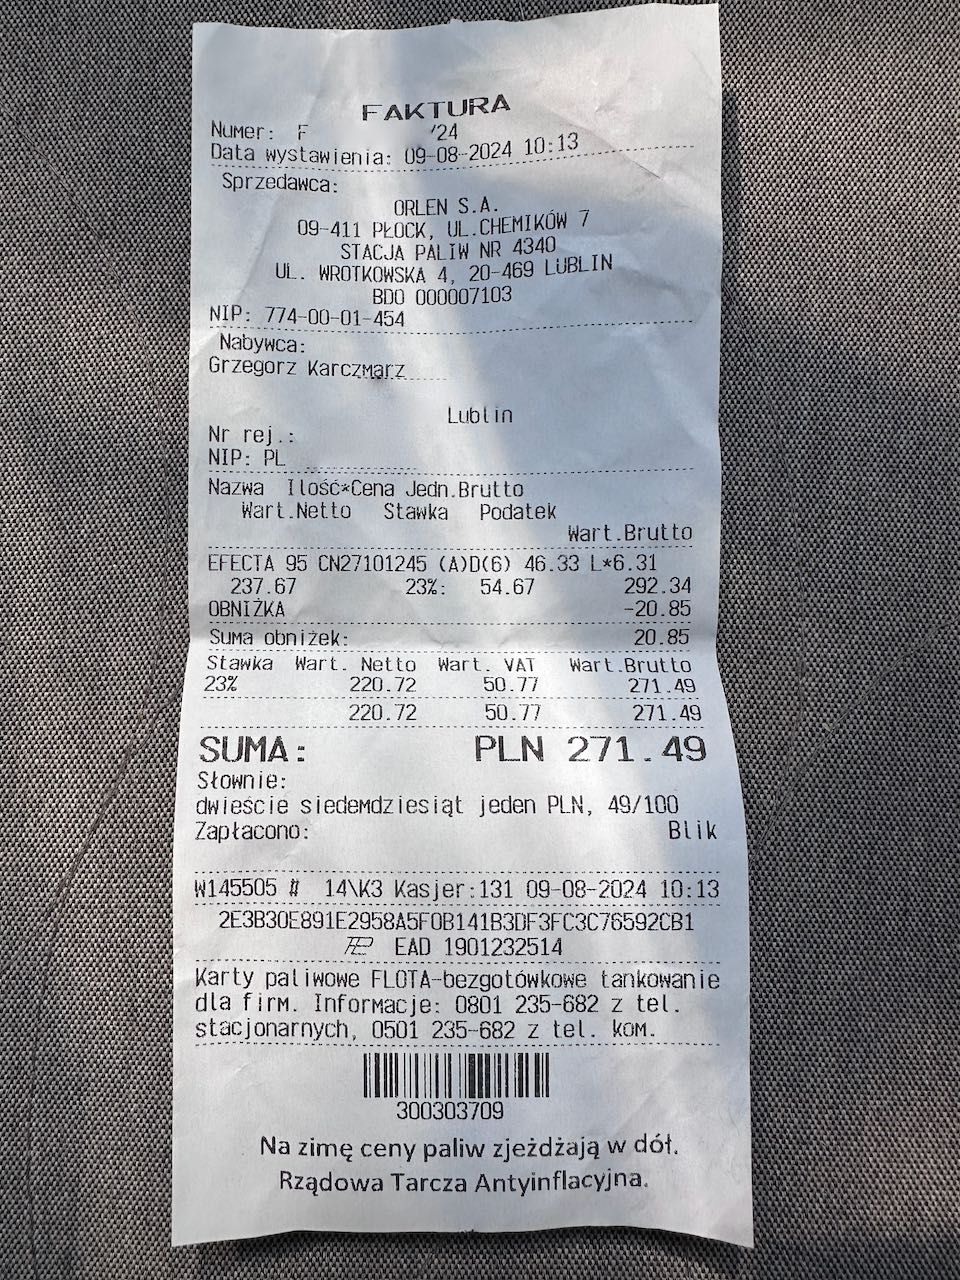 FAKTURA
Numer: F /24
Data wystawienia: 09-08-2024 10:13
Sprzedawca:
ORLEN S.A.
09-411 PŁOCK, UL.CHEMIKÓW 7
STACJA PALIW NR 4340
UL. WROTKOWSKA 4, 20-469 LUBLIN
BDO 000007103
NIP: 774-00-01-454
Nabywca:
Grzegorz Karczmarz
Lublin
Nr rej.:
NIP: PL
Nazwa Ilość*Cena Jedn.Brutto
Wart.Netto Stawka Podatek
Wart.Brutto
EFECTA 95 CN27101245 (A)D(6) 46.33 L*6.31
237.67 23%: 54.67 292.34
OBNIŻKA -20.85
Suma obniżek: 20.85
Stawka Wart. Netto Wart. VAT Wart.Brutto
23% 220.72 50.77 271.49
220.72 50.77 271.49
SUMA: PLN 271.49
Słownie:
dwieście siedemdziesiąt jeden PLN, 49/100
Zapłacono: Blik
W145505 # 14\K3 Kasjer:131 09-08-2024 10:13
2E3B30E891E2958A5F0B141B3DF3FC3C76592CB1
EAD 1901232514
Karty paliwowe FLOTA-bezgotówkowe tankowanie
dla firm. Informacje: 0801 235-682 z tel.
stacjonarnych, 0501 235-682 z tel. kom.
300303709
Na zimę ceny paliw zjeżdżają w dół.
Rządowa Tarcza Antyinflacyjna.